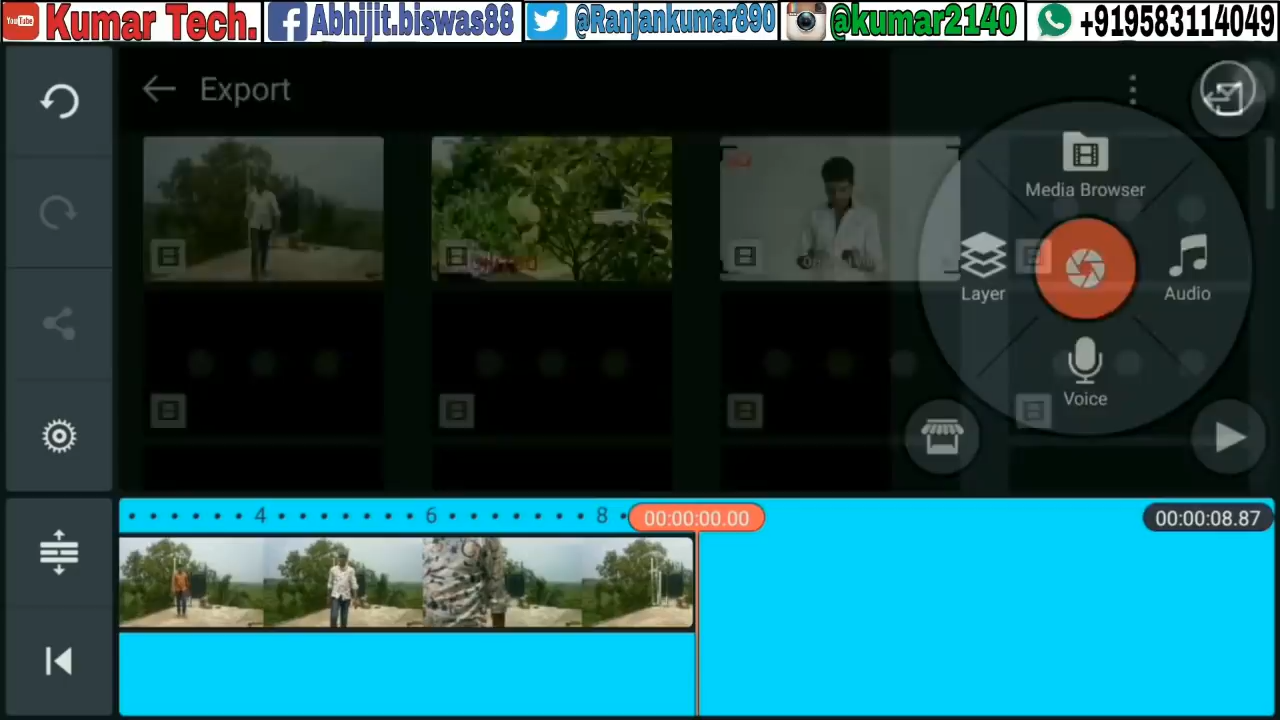 YouTube Kumar Tech. Abhijit.biswas88 @Ranjankumar890 @kumar2140 +919583114049
Export
Media Browser
Layer
Audio
Voice
4 6 8 00:00:00.00 00:00:08.87